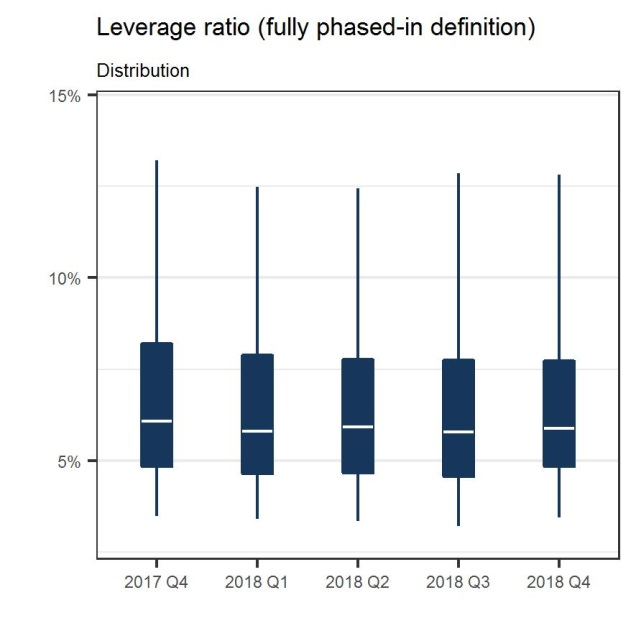 Leverage ratio (fully phased-in definition)
Distribution
15%
10%
5%
2017 Q4 2018 Q1 2018 Q2 2018 Q3 2018 Q4